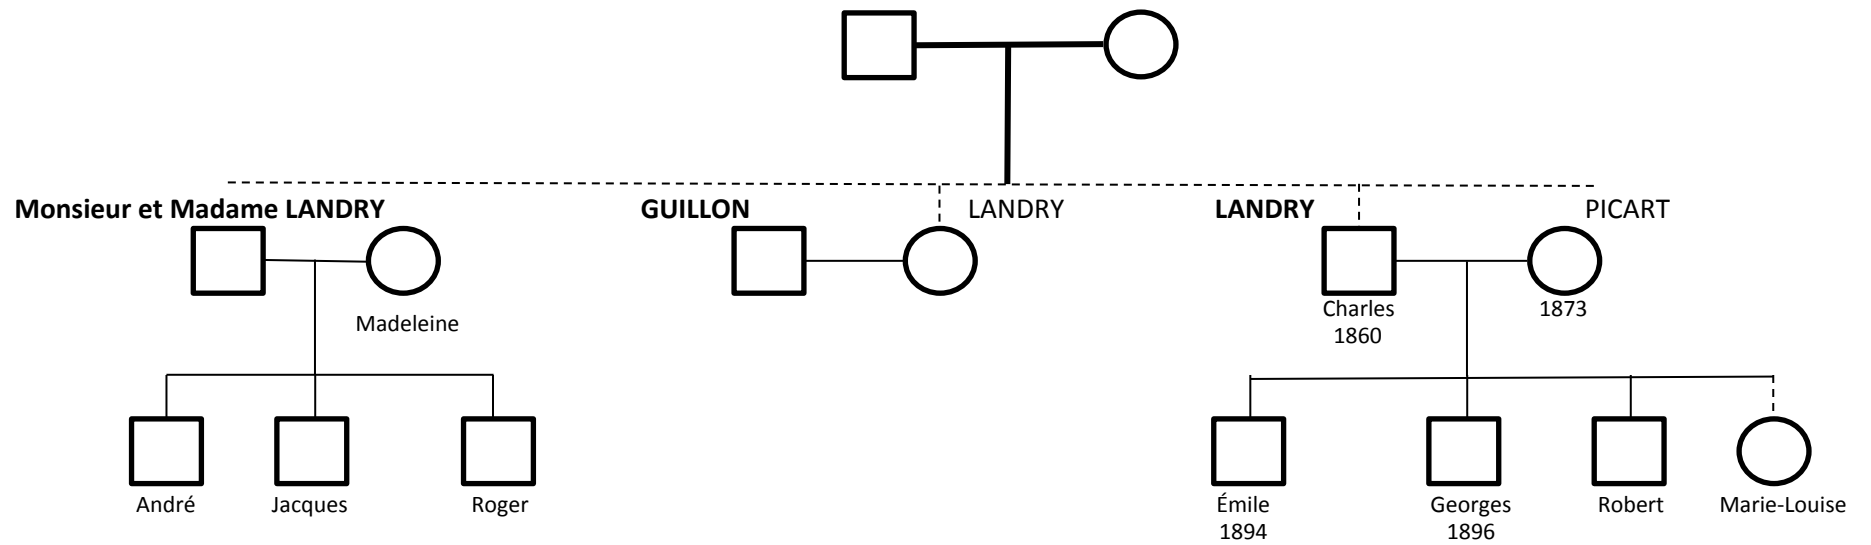 Monsieur et Madame LANDRY
GUILLON
LANDRY
LANDRY
PICART
Madeleine
Charles
1860
1873
André
Jacques
Roger
Émile
1894
Georges
1896
Robert
Marie-Louise